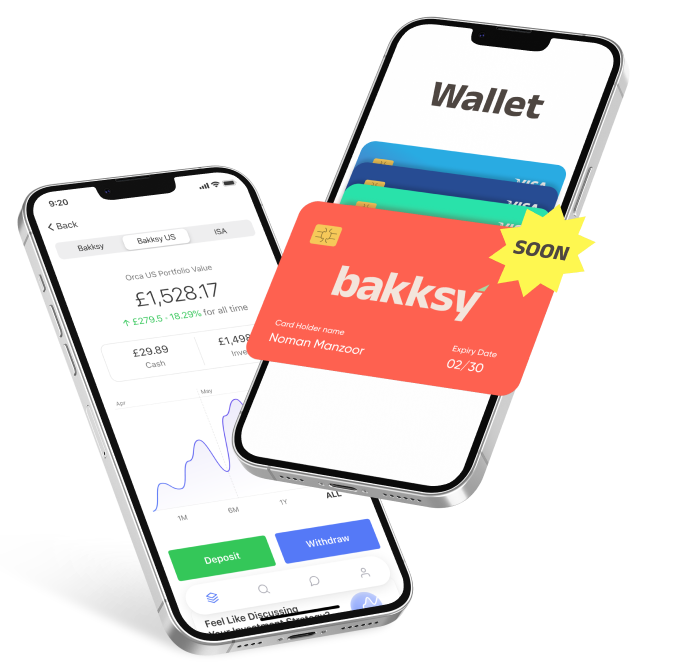 Wallet
VISA
VISA
SOON
bakksy
Card Holder name
Noman Manzoor
Expiry Date
02/30
9:20
Back
Bakksy
Bakksy US
ISA
Orca US Portfolio Value
£1,528.17
↑ £279.5 · 18.29% for all time
£29.89
Cash
£1,498
Inve
Apr
May
1M
6M
1Y
ALL
Deposit
Withdraw
Feel Like Discussing
Your Investment Strategy?